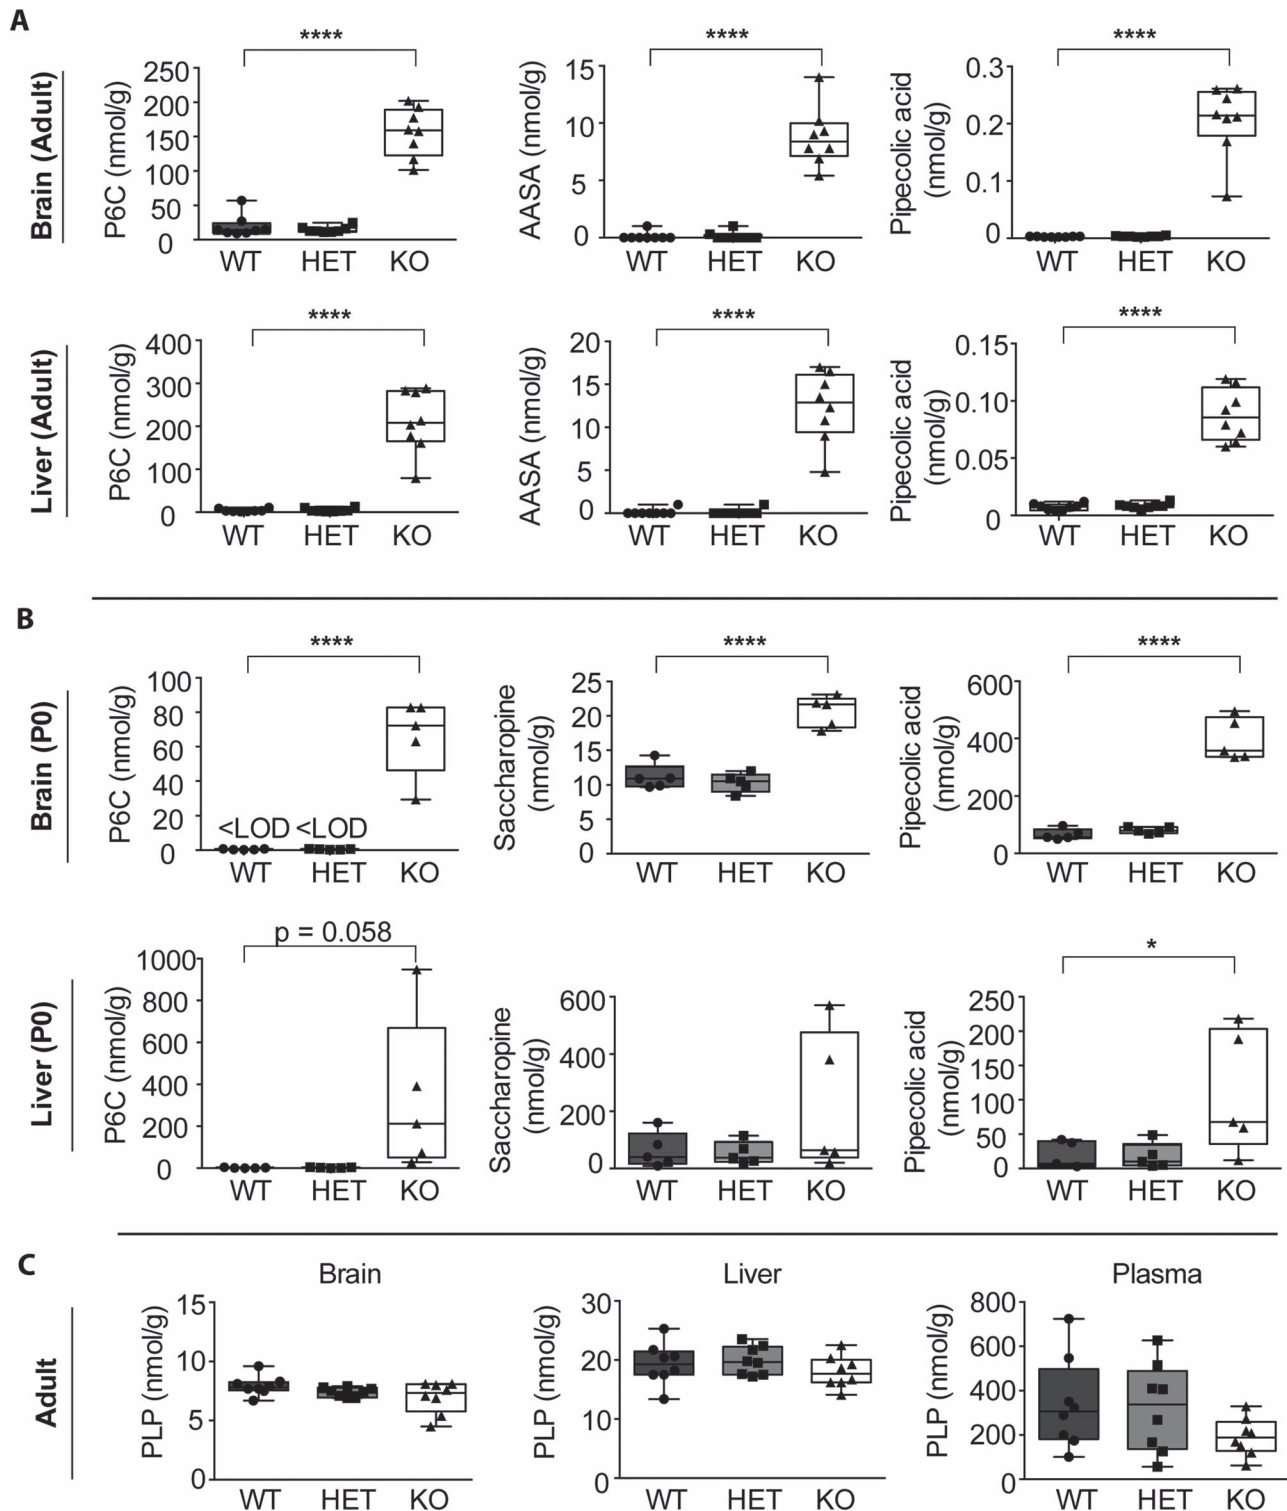 A
Brain (Adult)
P6C (nmol/g)
250
200
150
100
50
0
****
WT HET KO
AASA (nmol/g)
15
10
5
0
****
WT HET KO
Pipecolic acid
(nmol/g)
0.3
0.2
0.1
0
****
WT HET KO
Liver (Adult)
P6C (nmol/g)
400
300
200
100
0
****
WT HET KO
AASA (nmol/g)
20
15
10
5
0
****
WT HET KO
Pipecolic acid
(nmol/g)
0.15
0.10
0.05
0
****
WT HET KO
B
Brain (P0)
P6C (nmol/g)
100
80
60
40
20
0
****
<LOD <LOD
WT HET KO
Saccharopine
(nmol/g)
25
20
15
10
5
0
****
WT HET KO
Pipecolic acid
(nmol/g)
600
400
200
0
****
WT HET KO
Liver (P0)
P6C (nmol/g)
1000
800
600
400
200
0
p = 0.058
WT HET KO
Saccharopine
(nmol/g)
600
400
200
0
WT HET KO
Pipecolic acid
(nmol/g)
250
200
150
100
50
0
*
WT HET KO
C
Adult
Brain
PLP (nmol/g)
15
10
5
0
WT HET KO
Liver
PLP (nmol/g)
30
20
10
0
WT HET KO
Plasma
PLP (nmol/g)
800
600
400
200
0
WT HET KO